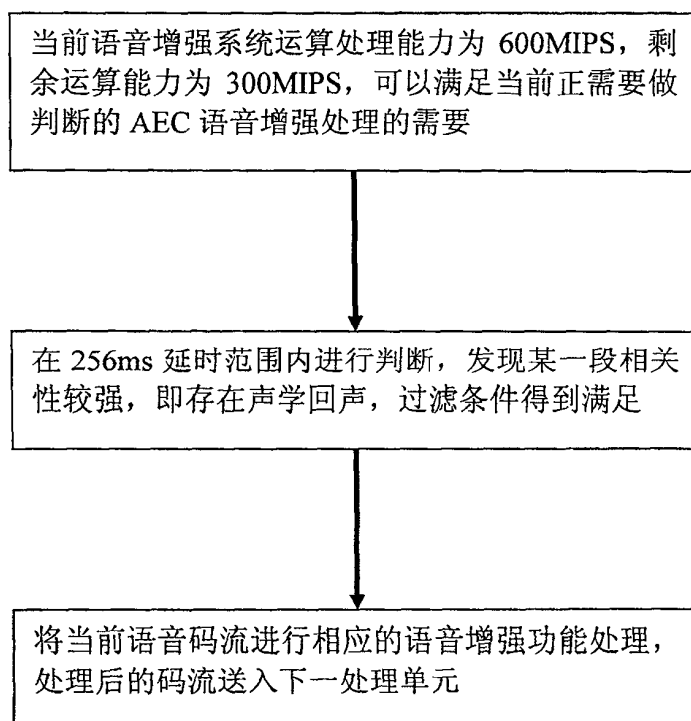 当前语音增强系统运算处理能力为 600MIPS，剩
余运算能力为 300MIPS，可以满足当前正需要做
判断的 AEC 语音增强处理的需要
在 256ms 延时范围内进行判断，发现某一段相关
性较强，即存在声学回声，过滤条件得到满足
将当前语音码流进行相应的语音增强功能处理，
处理后的码流送入下一处理单元